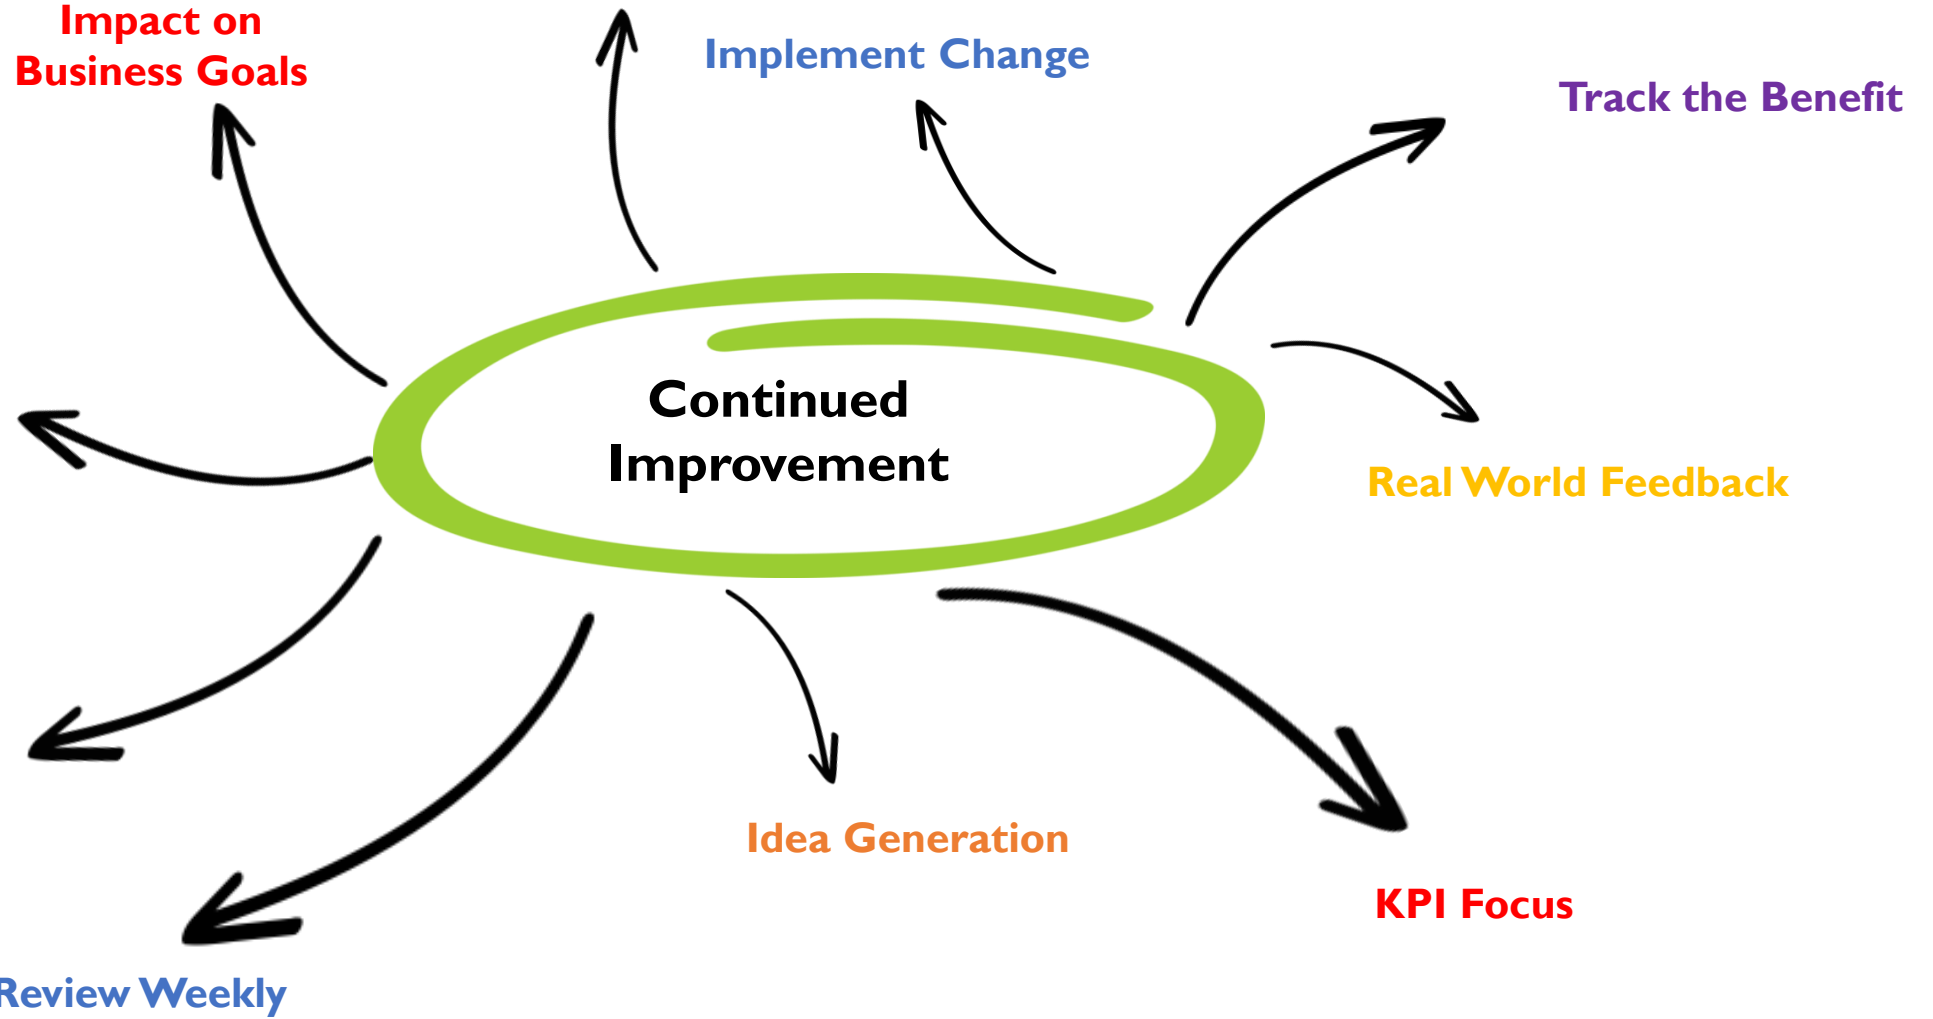 Impact on
Business Goals
Implement Change
Track the Benefit
Continued
Improvement
Real World Feedback
Idea Generation
KPI Focus
Review Weekly